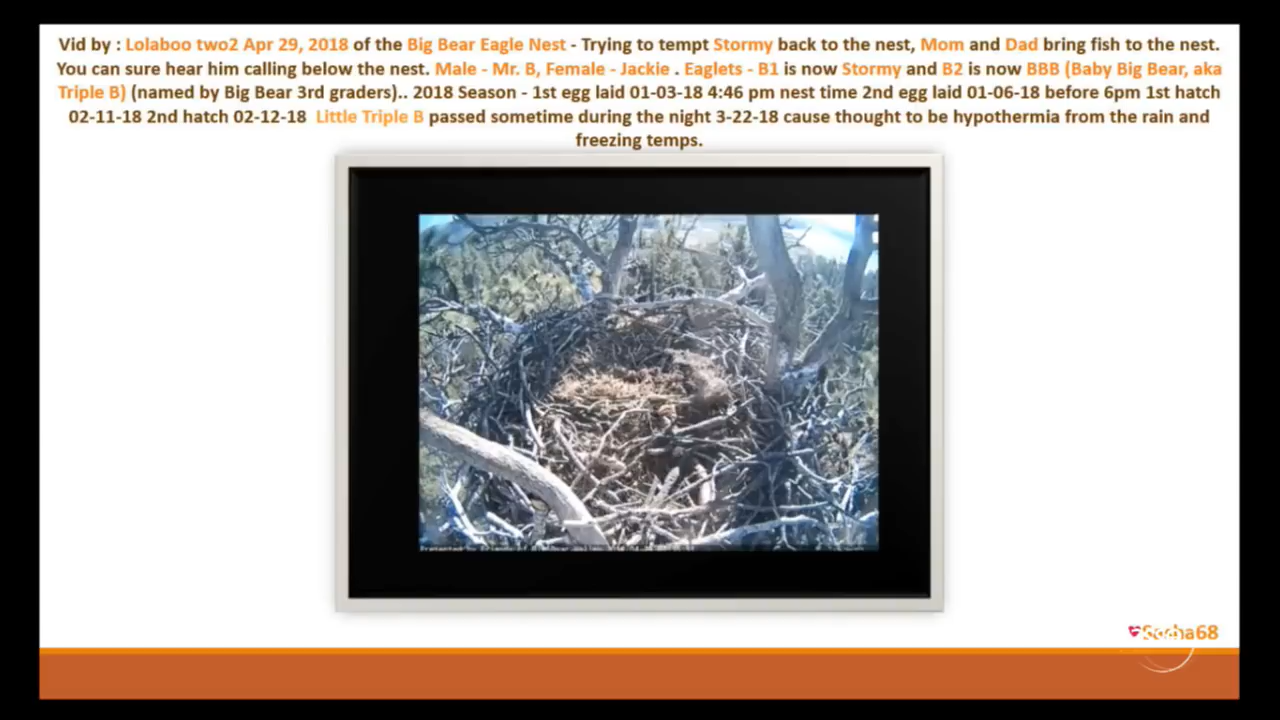 Vid by : Lolaboo two2 Apr 29, 2018 of the Big Bear Eagle Nest - Trying to tempt Stormy back to the nest, Mom and Dad bring fish to the nest.
You can sure hear him calling below the nest. Male - Mr. B, Female - Jackie . Eaglets - B1 is now Stormy and B2 is now BBB (Baby Big Bear, aka
Triple B) (named by Big Bear 3rd graders).. 2018 Season - 1st egg laid 01-03-18 4:46 pm nest time 2nd egg laid 01-06-18 before 6pm 1st hatch
02-11-18 2nd hatch 02-12-18 Little Triple B passed sometime during the night 3-22-18 cause thought to be hypothermia from the rain and
freezing temps.
Sacha68